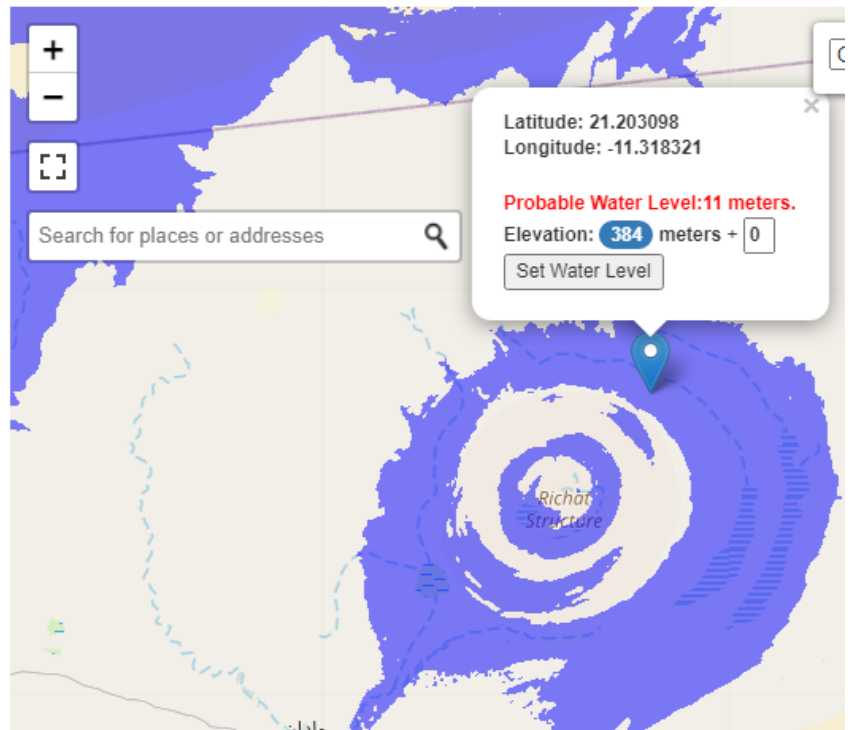 +
−
Search for places or addresses
Latitude: 21.203098
Longitude: -11.318321
Probable Water Level:11 meters.
Elevation: 384 meters + 0
Set Water Level
Richat
Structure